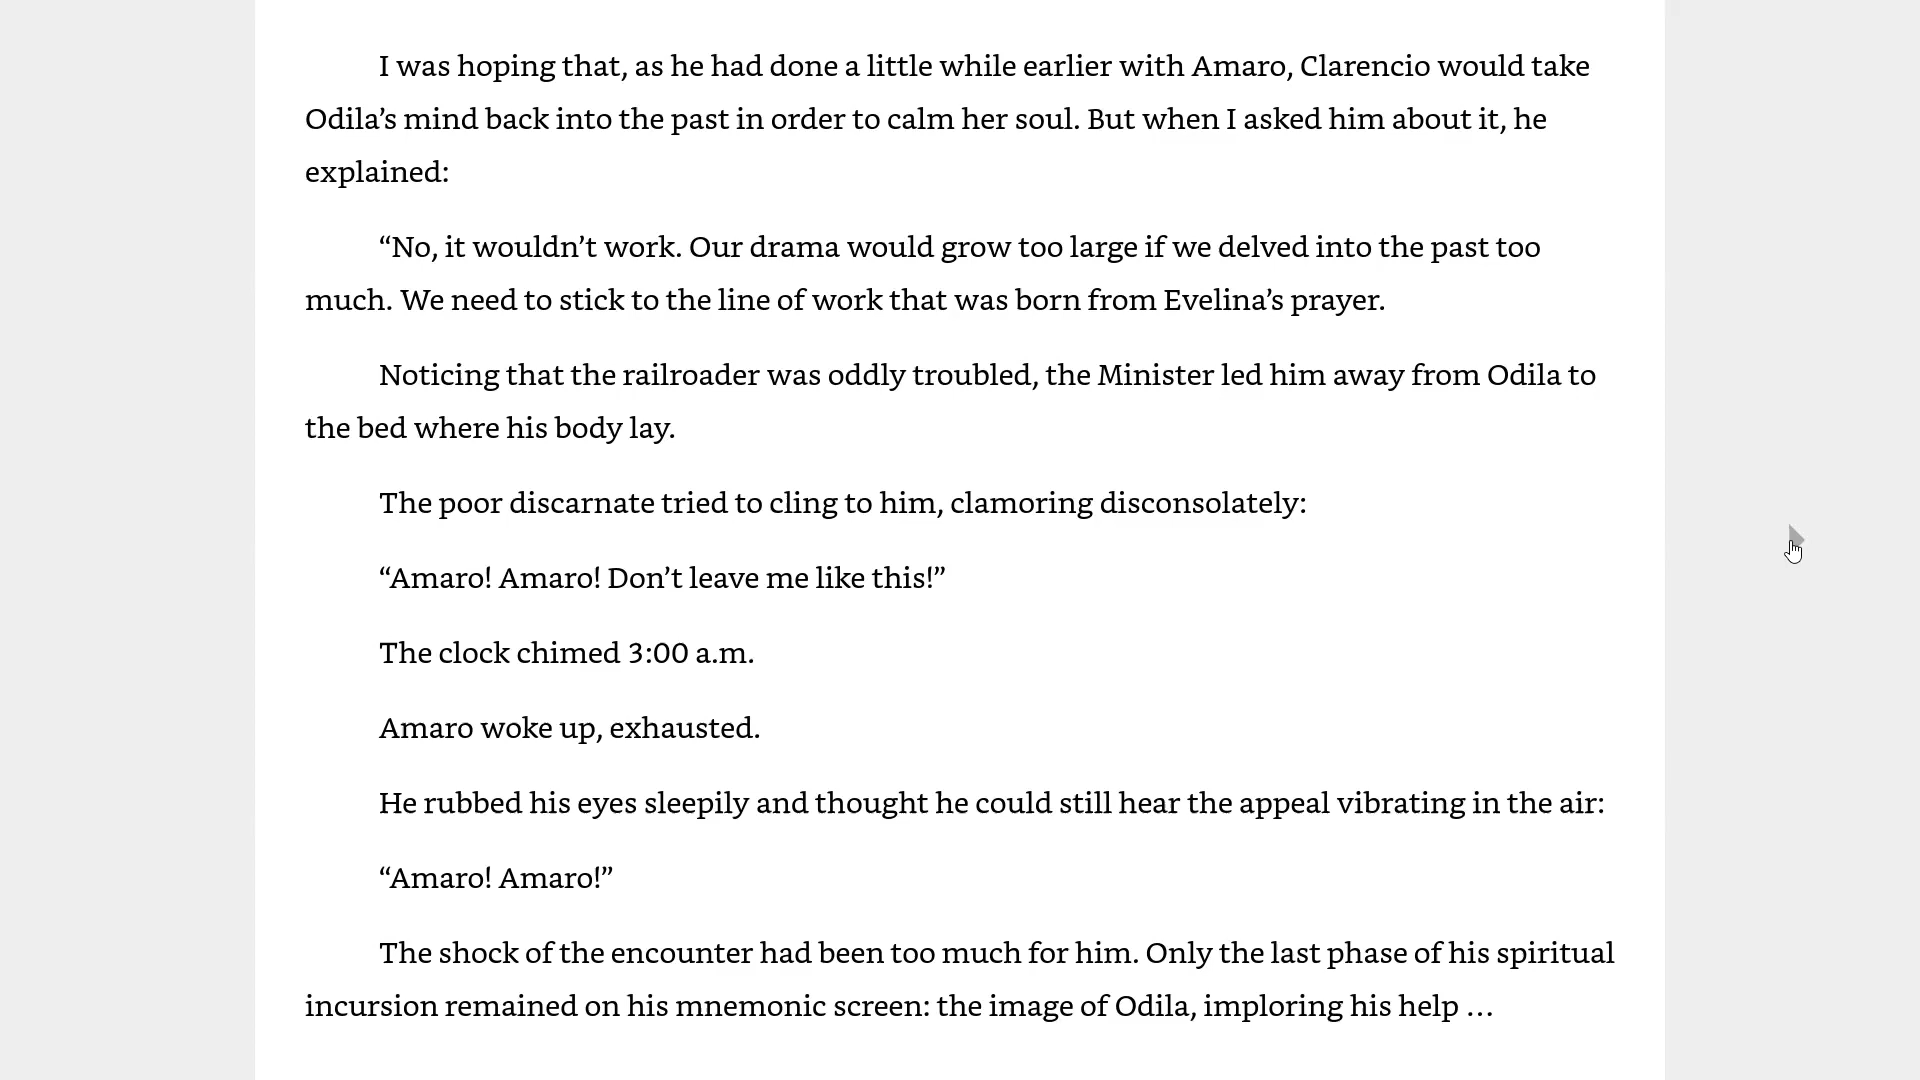 I was hoping that, as he had done a little while earlier with Amaro, Clarencio would take
Odila’s mind back into the past in order to calm her soul. But when I asked him about it, he
explained:
“No, it wouldn’t work. Our drama would grow too large if we delved into the past too
much. We need to stick to the line of work that was born from Evelina’s prayer.
Noticing that the railroader was oddly troubled, the Minister led him away from Odila to
the bed where his body lay.
The poor discarnate tried to cling to him, clamoring disconsolately:
“Amaro! Amaro! Don’t leave me like this!”
The clock chimed 3:00 a.m.
Amaro woke up, exhausted.
He rubbed his eyes sleepily and thought he could still hear the appeal vibrating in the air:
“Amaro! Amaro!”
The shock of the encounter had been too much for him. Only the last phase of his spiritual
incursion remained on his mnemonic screen: the image of Odila, imploring his help …